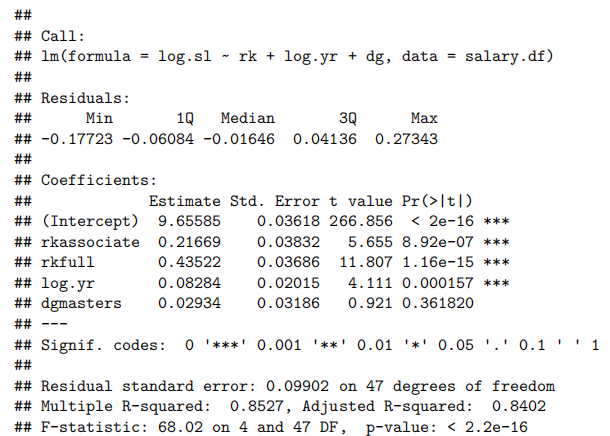 ##
## Call:
## lm(formula = log.sl ~ rk + log.yr + dg, data = salary.df)
##
## Residuals:
##      Min       1Q   Median       3Q      Max
## -0.17723 -0.06084 -0.01646  0.04136  0.27343
##
## Coefficients:
##             Estimate Std. Error t value Pr(>|t|)
## (Intercept)  9.65585    0.03618 266.856  < 2e-16 ***
## rkassociate  0.21669    0.03832   5.655 8.92e-07 ***
## rkfull       0.43522    0.03686  11.807 1.16e-15 ***
## log.yr       0.08284    0.02015   4.111 0.000157 ***
## dgmasters    0.02934    0.03186   0.921 0.361820
## ---
## Signif. codes:  0 '***' 0.001 '**' 0.01 '*' 0.05 '.' 0.1 ' ' 1
##
## Residual standard error: 0.09902 on 47 degrees of freedom
## Multiple R-squared:  0.8527, Adjusted R-squared:  0.8402
## F-statistic: 68.02 on 4 and 47 DF,  p-value: < 2.2e-16